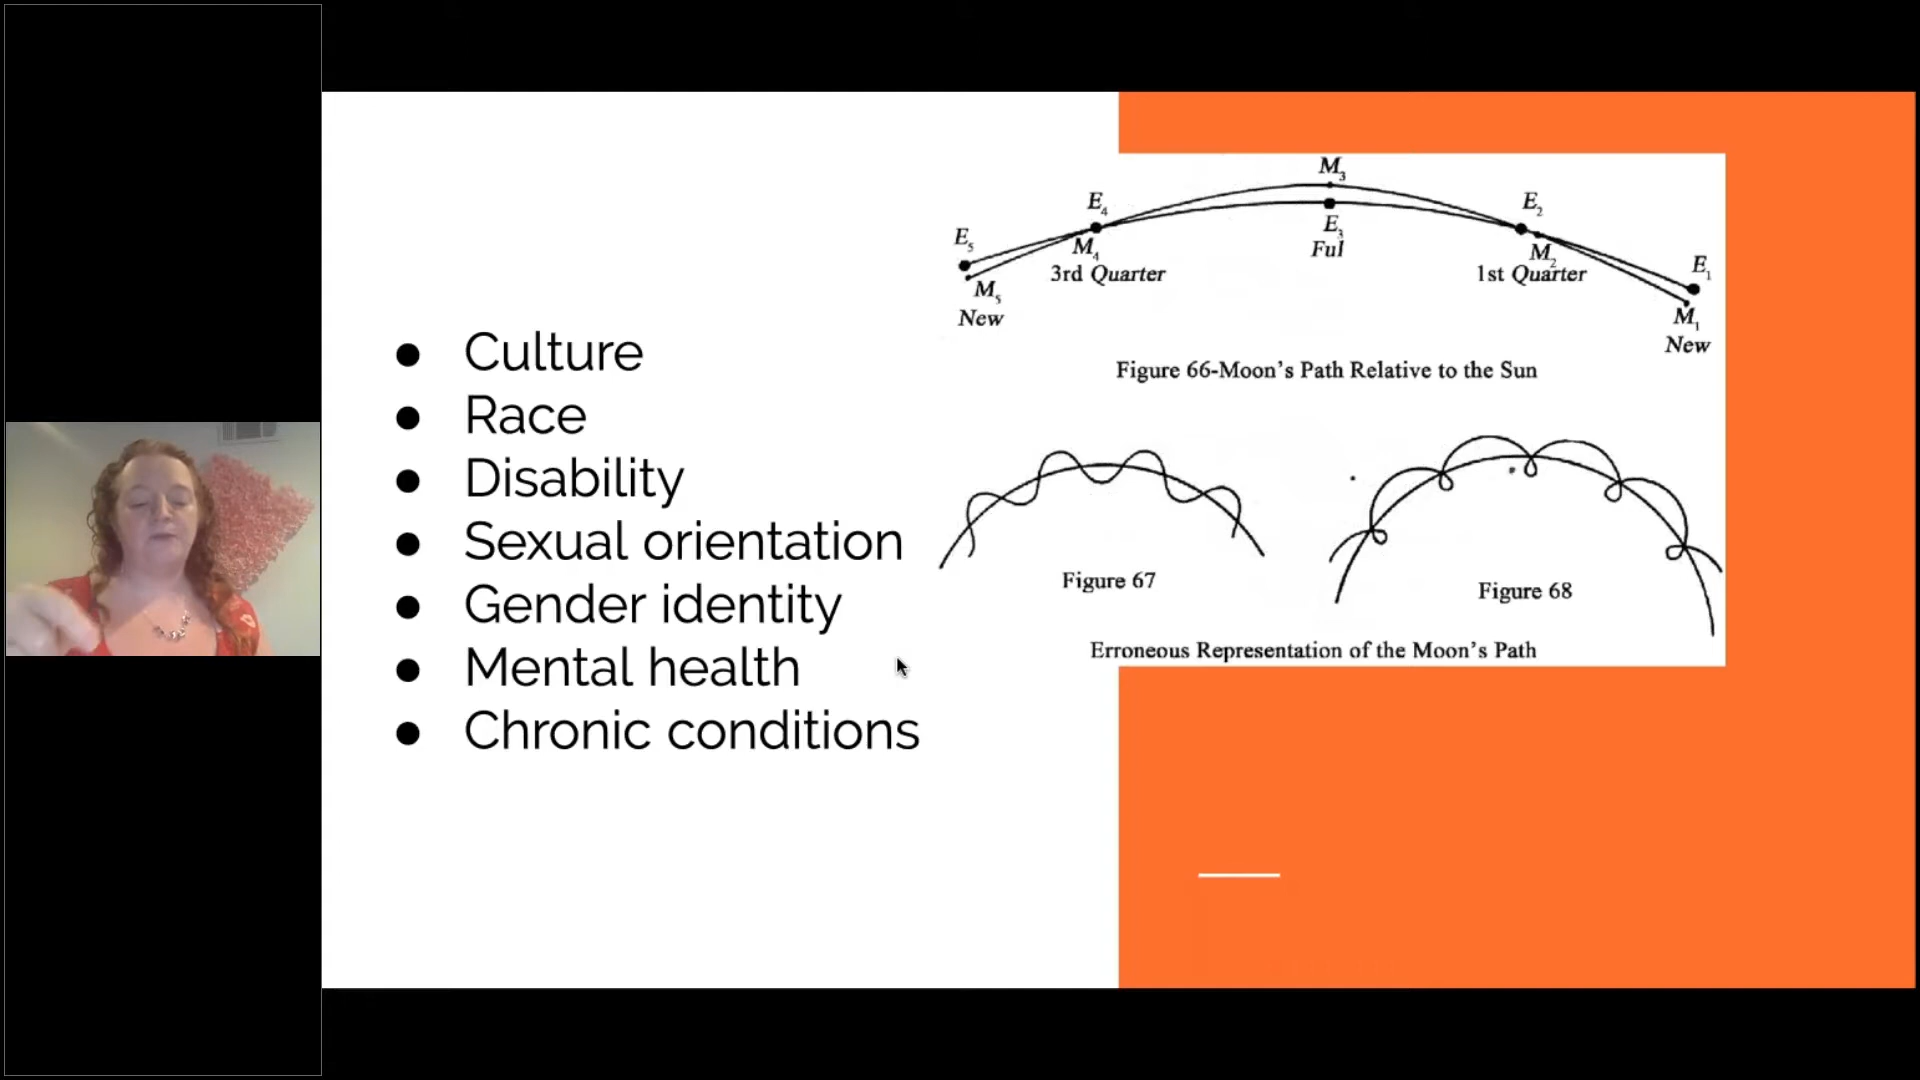 Culture
Race
Disability
Sexual orientation
Gender identity
Mental health
Chronic conditions
M3
E4
E2
E5
E3
E1
M4
Ful
M2
3rd Quarter
1st Quarter
M5
M1
New
New
Figure 66-Moon's Path Relative to the Sun
Figure 67
Figure 68
Erroneous Representation of the Moon's Path